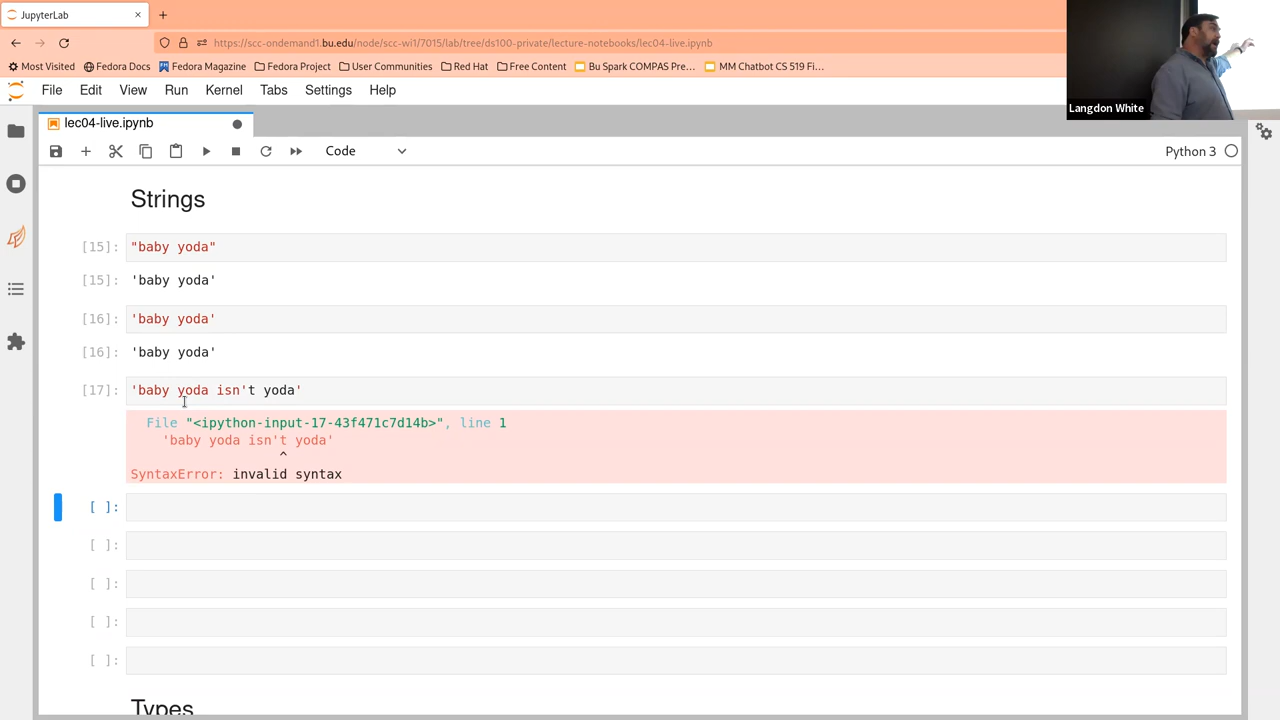 JupyterLab
https://scc-ondemand1.bu.edu/node/scc-wi1/7015/lab/tree/ds100-private/lecture-notebooks/lec04-live.ipynb
Most Visited Fedora Docs Fedora Magazine Fedora Project User Communities Red Hat Free Content Bu Spark COMPAS Pre… MM Chatbot CS 519 Fi…
Langdon White
File Edit View Run Kernel Tabs Settings Help
lec04-live.ipynb
Code Python 3
Strings
[15]: "baby yoda"
[15]: 'baby yoda'
[16]: 'baby yoda'
[16]: 'baby yoda'
[17]: 'baby yoda isn't yoda'
File "<ipython-input-17-43f471c7d14b>", line 1
'baby yoda isn't yoda'
^
SyntaxError: invalid syntax
[ ]:
[ ]:
[ ]:
[ ]:
[ ]:
Types